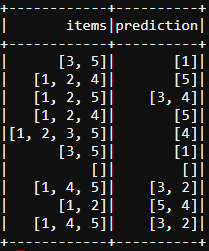 +------------+----------+
|       items|prediction|
+------------+----------+
|      [3, 5]|       [1]|
|   [1, 2, 4]|       [5]|
|   [1, 2, 5]|    [3, 4]|
|   [1, 2, 4]|       [5]|
|[1, 2, 3, 5]|       [4]|
|      [3, 5]|       [1]|
|          []|        []|
|   [1, 4, 5]|    [3, 2]|
|      [1, 2]|    [5, 4]|
|   [1, 4, 5]|    [3, 2]|
+------------+----------+